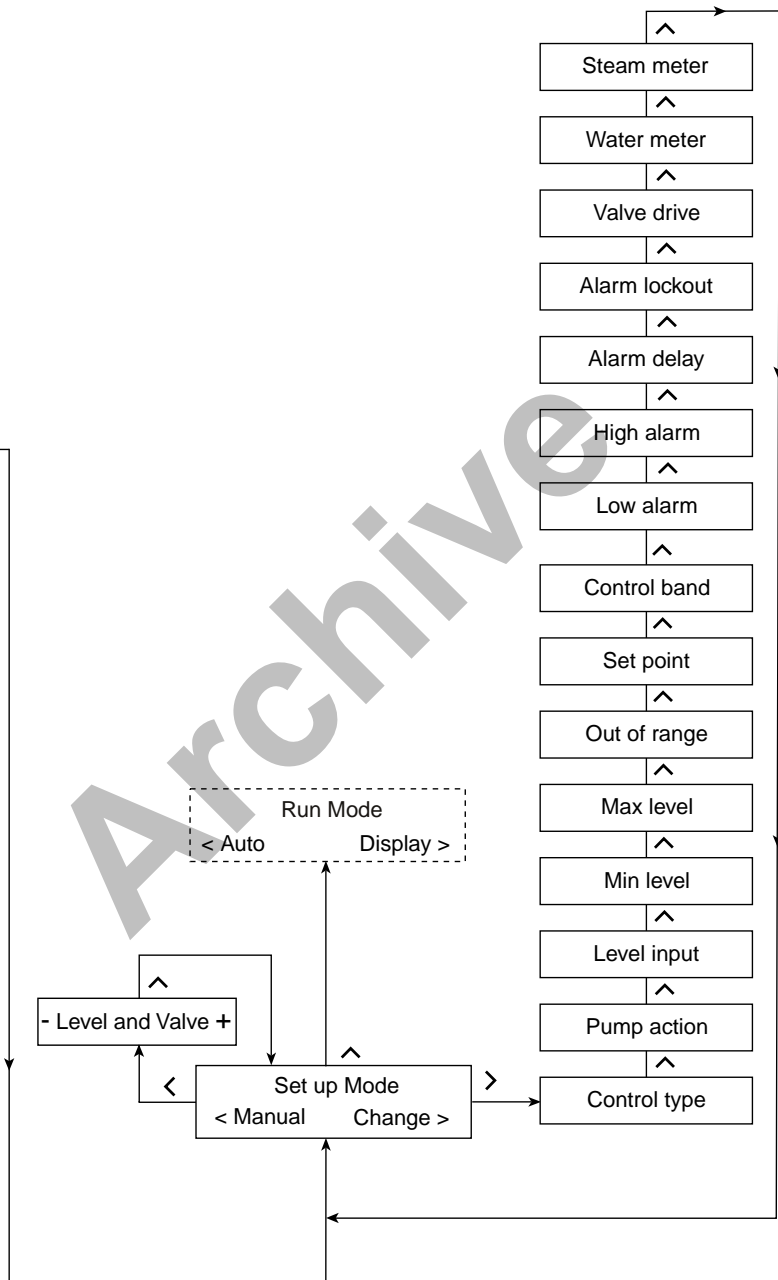 ^
Steam meter
^
Water meter
^
Valve drive
^
Alarm lockout
^
Alarm delay
^
High alarm
^
Low alarm
^
Control band
^
Set point
^
Out of range
^
Max level
^
Min level
^
Level input
^
Pump action
^
Control type
Archive
Run Mode
< Auto Display >
^
- Level and Valve +
< ^ >
Set up Mode
< Manual Change >